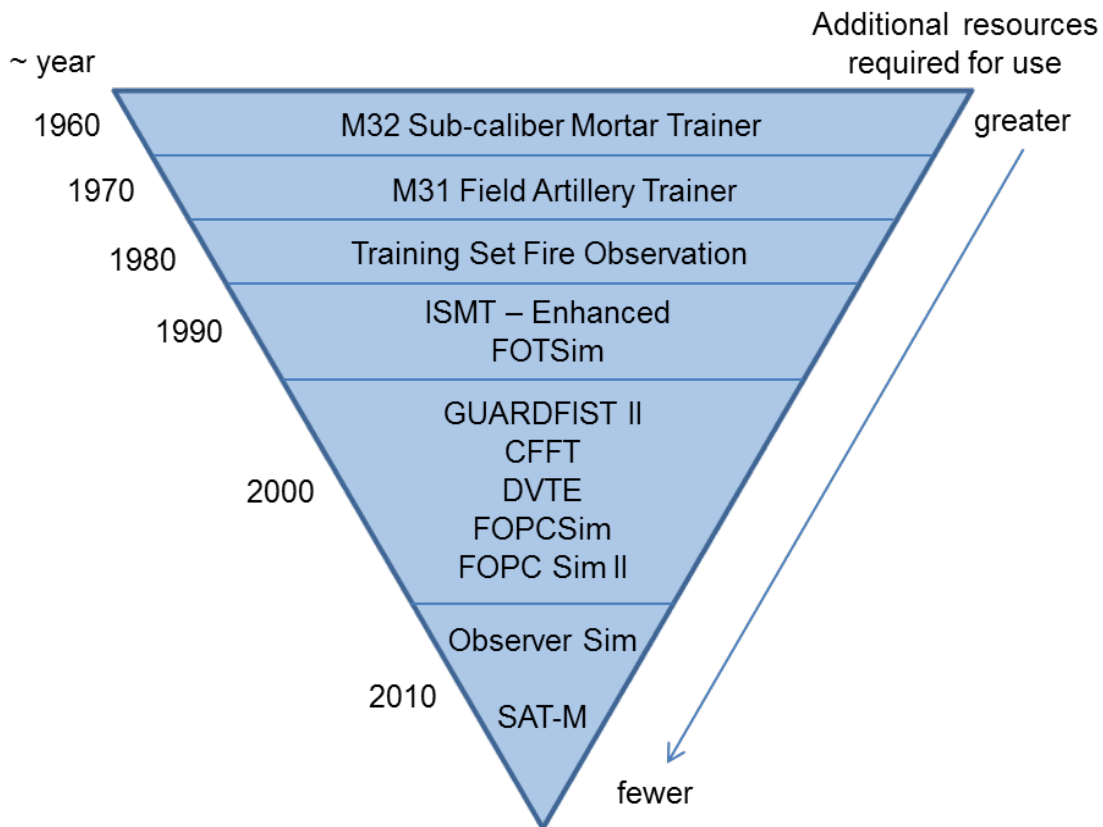 Additional resources
required for use
~ year
1960
M32 Sub-caliber Mortar Trainer
greater
1970
M31 Field Artillery Trainer
1980
Training Set Fire Observation
1990
ISMT – Enhanced
FOTSim
2000
GUARDFIST II
CFFT
DVTE
FOPCSim
FOPC Sim II
2010
Observer Sim
SAT-M
fewer